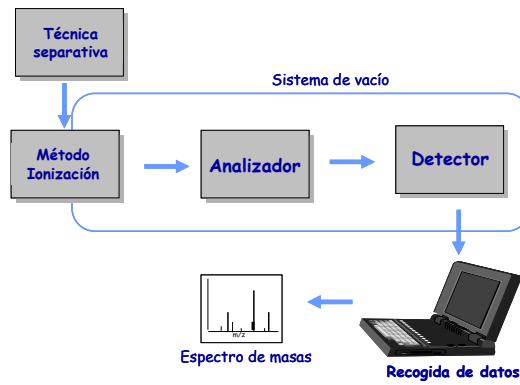 Técnica
separativa
Sistema de vacío
Método
Ionización
Analizador
Detector
m/z
Espectro de masas
Recogida de datos